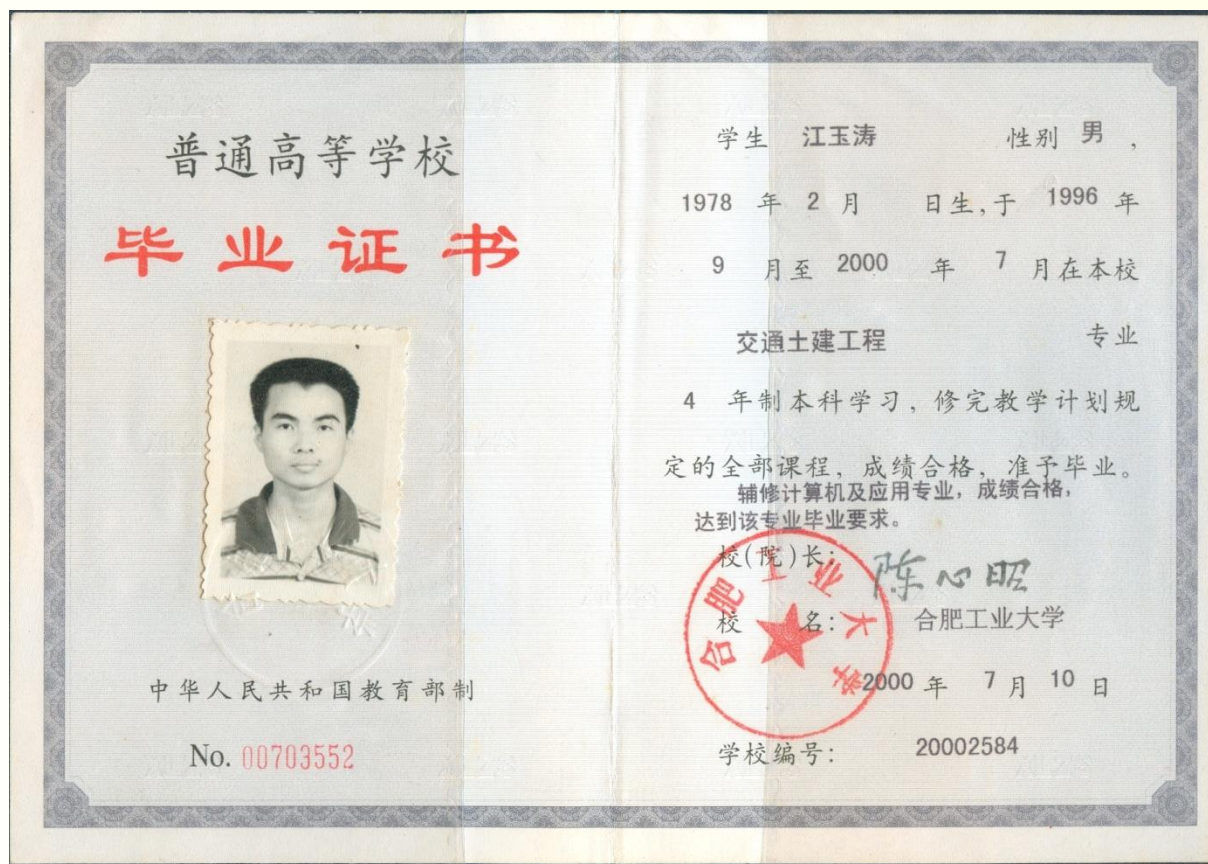 普通高等学校
毕业证书
中华人民共和国教育部制
No. 00703552
学生 江玉涛 性别 男 ,
1978 年 2 月 日生,于 1996 年
9 月至 2000 年 7 月在本校
交通土建工程 专业
4 年制本科学习, 修完教学计划规
定的全部课程, 成绩合格, 准予毕业。
辅修计算机及应用专业, 成绩合格,
达到该专业毕业要求。
校(院)长: 陈心昭
校 名: 合肥工业大学
合肥工业大学
2000 年 7 月 10 日
学校编号: 20002584